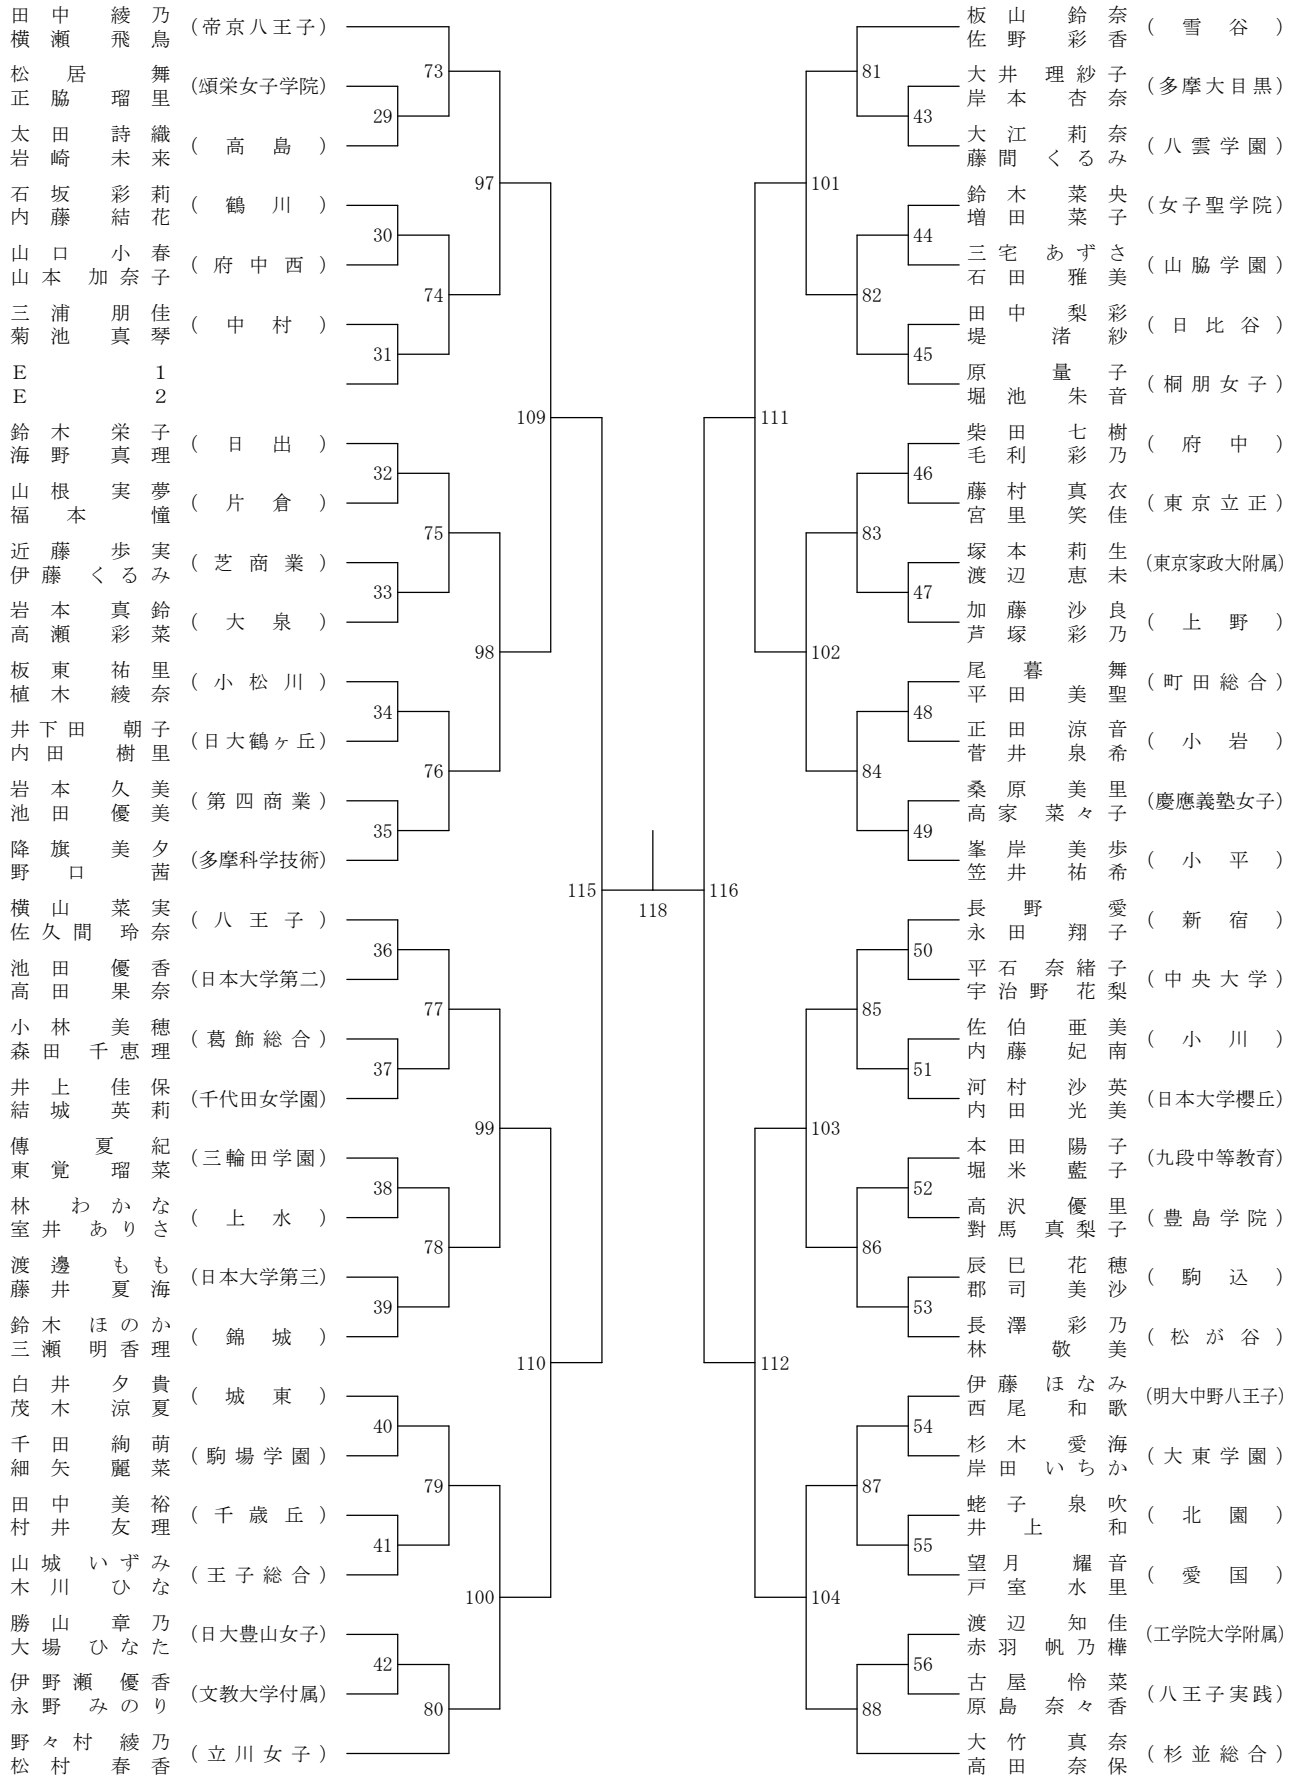 田中 綾乃
横瀬 飛鳥 (帝京八王子)
松居 舞
正脇 瑠里 (頌栄女子学院)
太田 詩織
岩崎 未来 (高島)
石坂 彩莉
内藤 結花 (鶴川)
山口 小春
山本 加奈子 (府中西)
三浦 朋佳
菊池 真琴 (中村)
E 1
E 2
鈴木 栄子
海野 真理 (日出)
山根 実夢
福本 憧 (片倉)
近藤 歩実
伊藤 くるみ (芝商業)
岩本 真鈴
高瀬 彩菜 (大泉)
板東 祐里
植木 綾奈 (小松川)
井下田 朝子
内田 樹里 (日大鶴ヶ丘)
岩本 久美
池田 優美 (第四商業)
降旗 美夕
野口 茜 (多摩科学技術)
横山 菜実
佐久間 玲奈 (八王子)
池田 優香
高田 果奈 (日本大学第二)
小林 美穂
森田 千恵理 (葛飾総合)
井上 佳保
結城 英莉 (千代田女学園)
傳 夏紀
東覚 瑠菜 (三輪田学園)
林 わかな
室井 ありさ (上水)
渡邊 もも
藤井 夏海 (日本大学第三)
鈴木 ほのか
三瀬 明香理 (錦城)
白井 夕貴
茂木 涼夏 (城東)
千田 絢萌
細矢 麗菜 (駒場学園)
田中 美裕
村井 友理 (千歳丘)
山城 いずみ
木川 ひな (王子総合)
勝山 章乃
大場 ひなた (日大豊山女子)
伊野瀬 優香
永野 みのり (文教大学付属)
野々村 綾乃
松村 春香 (立川女子)
29
30
31
32
33
34
35
36
37
38
39
40
41
42
73
74
75
76
77
78
79
80
97
98
99
100
109
110
115
118
116
111
112
101
102
103
104
81
82
83
84
85
86
87
88
43
44
45
46
47
48
49
50
51
52
53
54
55
56
板山 鈴奈
佐野 彩香 (雪谷)
大井 理紗子
岸本 杏奈 (多摩大目黒)
大江 莉奈
藤間 くるみ (八雲学園)
鈴木 菜央
増田 菜子 (女子聖学院)
三宅 あずさ
石田 雅美 (山脇学園)
田中 梨彩
堤 渚紗 (日比谷)
原 量子
堀池 朱音 (桐朋女子)
柴田 七樹
毛利 彩乃 (府中)
藤村 真衣
宮里 笑佳 (東京立正)
塚本 莉生
渡辺 恵未 (東京家政大附属)
加藤 沙良
芦塚 彩乃 (上野)
尾暮 舞
平田 美聖 (町田総合)
正田 涼音
菅井 泉希 (小岩)
桑原 美里
高家 菜々子 (慶應義塾女子)
峯岸 美歩
笠井 祐希 (小平)
長野 愛
永田 翔子 (新宿)
平石 奈緒子
宇治野 花梨 (中央大学)
佐伯 亜美
内藤 妃南 (小川)
河村 沙英
内田 光美 (日本大学櫻丘)
本田 陽子
堀米 藍子 (九段中等教育)
高沢 優里
對馬 真梨子 (豊島学院)
辰巳 花穂
郡司 美沙 (駒込)
長澤 彩乃
林 敬美 (松が谷)
伊藤 ほなみ
西尾 和歌 (明大中野八王子)
杉木 愛海
岸田 いちか (大東学園)
蛯子 泉吹
井上 和 (北園)
望月 耀音
戸室 水里 (愛国)
渡辺 知佳
赤羽 帆乃樺 (工学院大学附属)
古屋 怜菜
原島 奈々香 (八王子実践)
大竹 真奈
高田 奈保 (杉並総合)